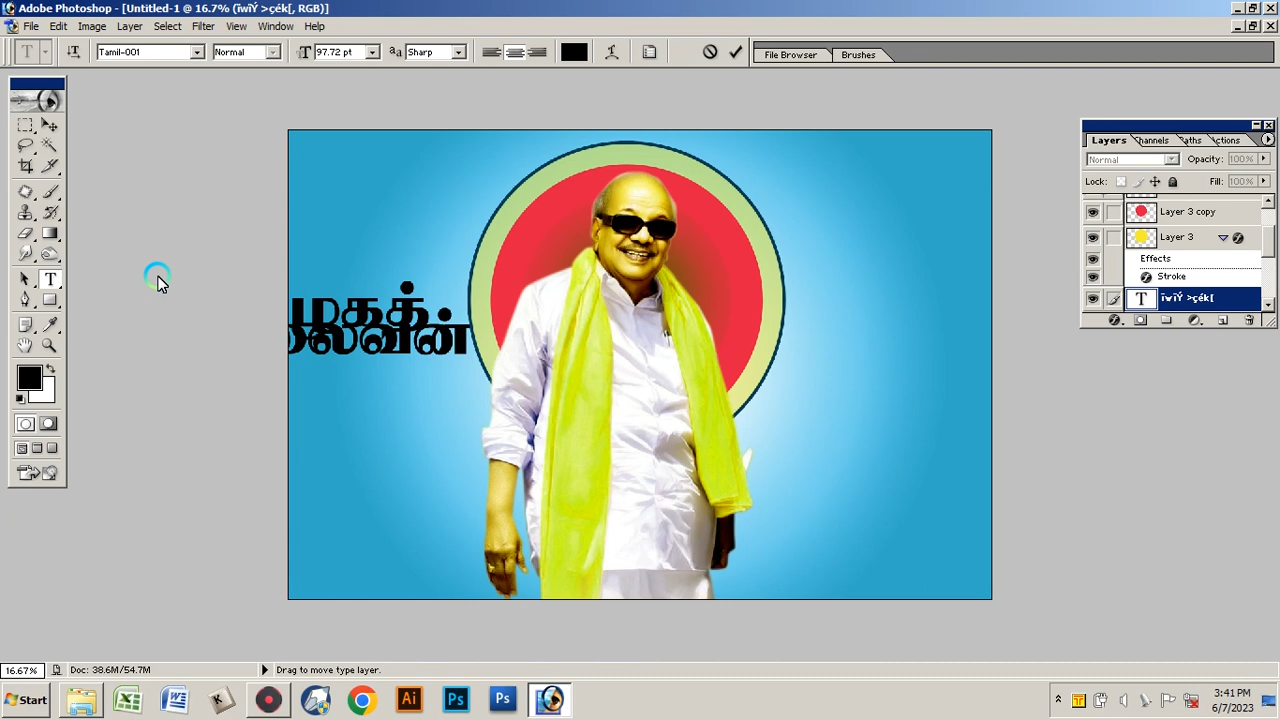 Adobe Photoshop - [Untitled-1 @ 16.7% (ïwïÝ >çék[, RGB)]
File Edit Image Layer Select Filter View Window Help
Tamil-001 Normal 97.72 pt Sharp File Browser Brushes
Layers Channels Paths Actions
Normal Opacity: 100%
Lock: Fill: 100%
Layer 3 copy
Layer 3
Effects
Stroke
ïwïÝ >çék[
முகத்
லைவன்
16.67% Doc: 38.6M/54.7M Drag to move type layer.
Start 3:41 PM
6/7/2023